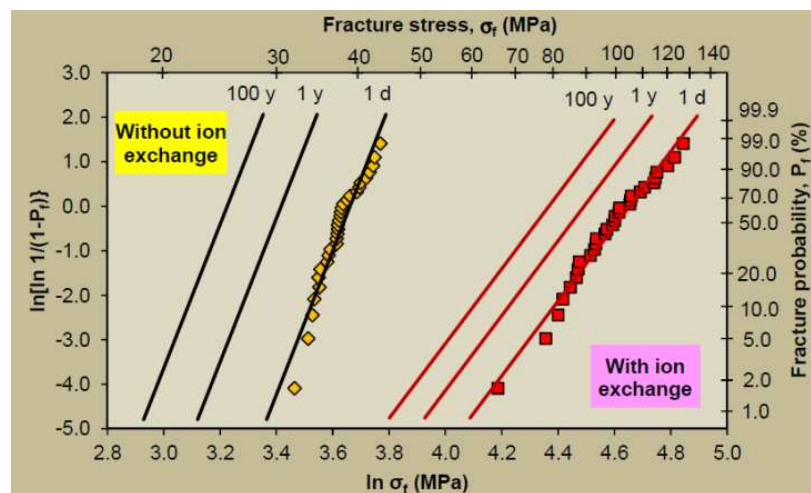 Fracture stress, σf (MPa)
20 30 40 50 60 70 80 100 120 140
3.0
2.0
1.0
0.0
-1.0
-2.0
-3.0
-4.0
-5.0
ln[ln 1/(1-Pf)}
100 y 1 y 1 d
Without ion
exchange
100 y 1 y 1 d
With ion
exchange
99.9
99.0
90.0
70.0
50.0
20.0
10.0
5.0
2.0
1.0
Fracture probability, Pf (%)
2.8 3.0 3.2 3.4 3.6 3.8 4.0 4.2 4.4 4.6 4.8 5.0
ln σf (MPa)